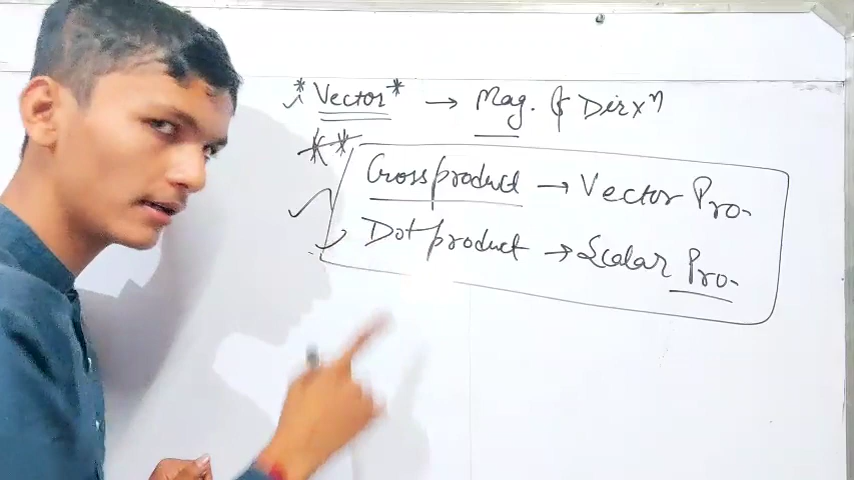 * Vector * → Mag. & Dirxⁿ
** Cross product → Vector Pro.
Dot product → Scalar Pro.